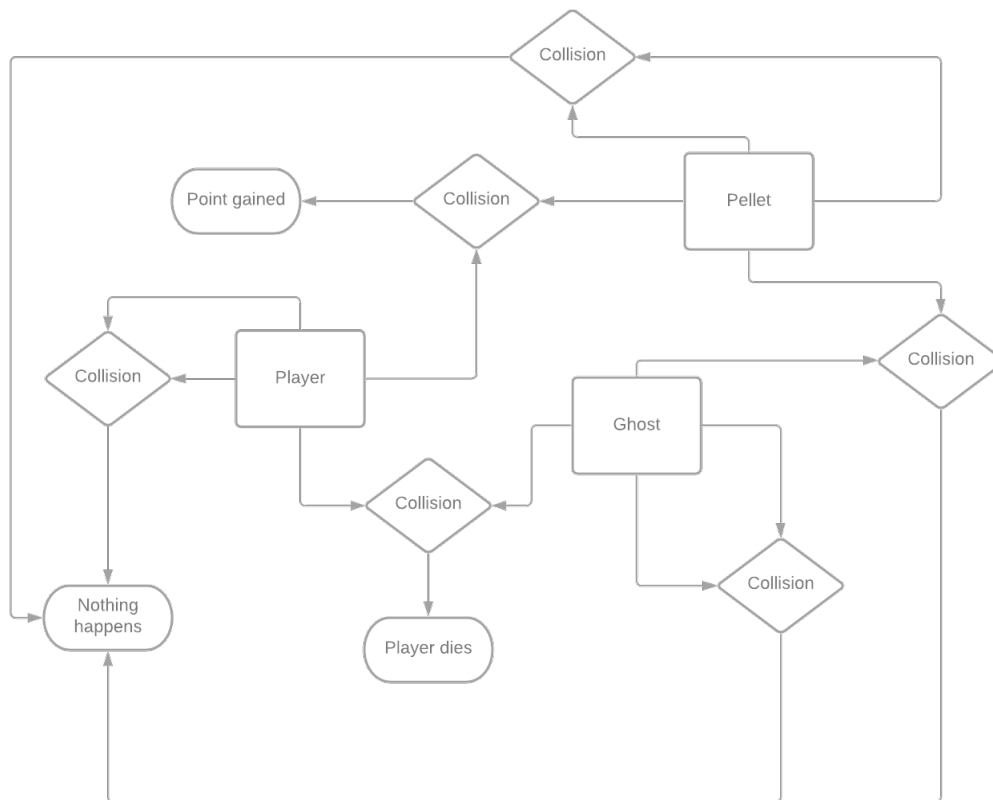 Collision
Point gained
Collision
Pellet
Collision
Player
Collision
Ghost
Collision
Collision
Nothing
happens
Player dies